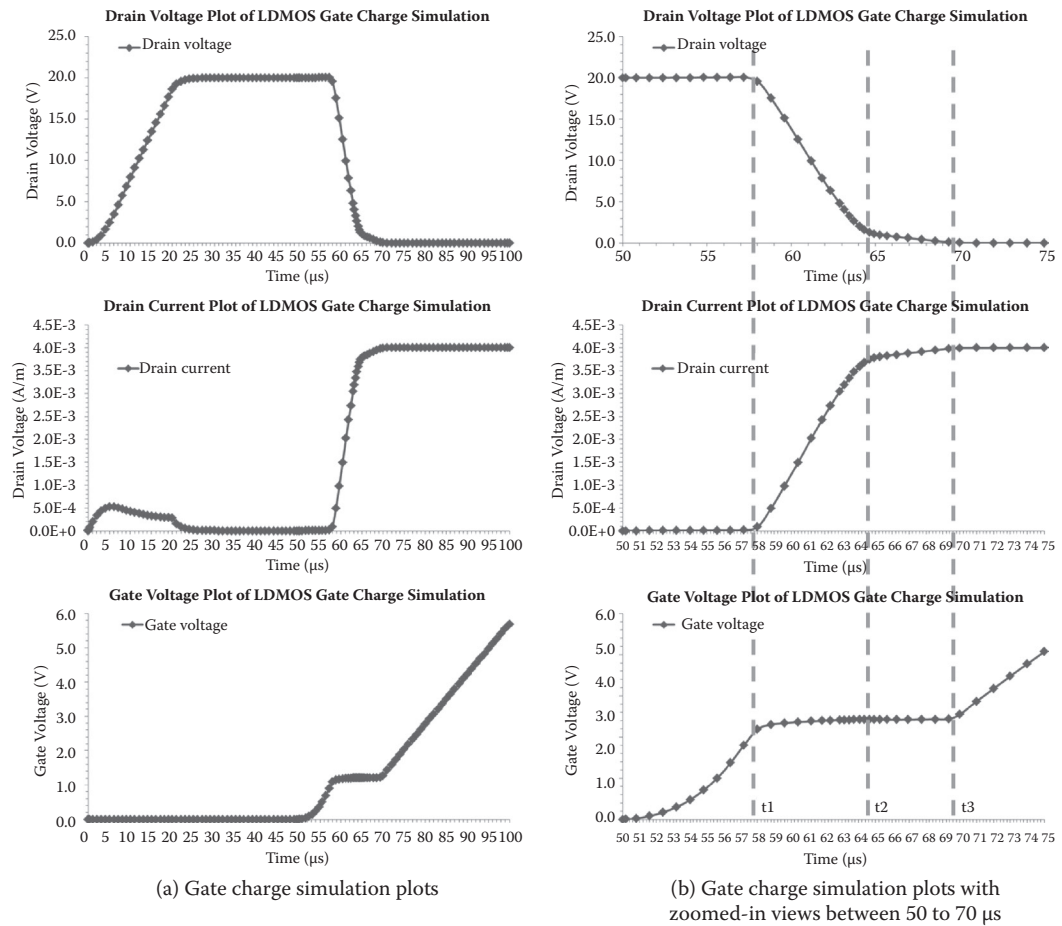 Drain Voltage Plot of LDMOS Gate Charge Simulation
Drain voltage
Drain Voltage (V)
25.0
20.0
15.0
10.0
5.0
0.0
0 5 10 15 20 25 30 35 40 45 50 55 60 65 70 75 80 85 90 95 100
Time (µs)
Drain Current Plot of LDMOS Gate Charge Simulation
Drain current
Drain Voltage (A/m)
4.5E-3
4.0E-3
3.5E-3
3.0E-3
2.5E-3
2.0E-3
1.5E-3
1.0E-3
5.0E-4
0.0E+0
0 5 10 15 20 25 30 35 40 45 50 55 60 65 70 75 80 85 90 95 100
Time (µs)
Gate Voltage Plot of LDMOS Gate Charge Simulation
Gate voltage
Gate Voltage (V)
6.0
5.0
4.0
3.0
2.0
1.0
0.0
0 5 10 15 20 25 30 35 40 45 50 55 60 65 70 75 80 85 90 95 100
Time (µs)
(a) Gate charge simulation plots
Drain Voltage Plot of LDMOS Gate Charge Simulation
Drain voltage
Drain Voltage (V)
25.0
20.0
15.0
10.0
5.0
0.0
50 55 60 65 70 75
Time (µs)
Drain Current Plot of LDMOS Gate Charge Simulation
Drain current
Drain Voltage (A/m)
4.5E-3
4.0E-3
3.5E-3
3.0E-3
2.5E-3
2.0E-3
1.5E-3
1.0E-3
5.0E-4
0.0E+0
50 51 52 53 54 55 56 57 58 59 60 61 62 63 64 65 66 67 68 69 70 71 72 73 74 75
Time (µs)
Gate Voltage Plot of LDMOS Gate Charge Simulation
Gate voltage
Gate Voltage (V)
6.0
5.0
4.0
3.0
2.0
1.0
0.0
t1
t2
t3
50 51 52 53 54 55 56 57 58 59 60 61 62 63 64 65 66 67 68 69 70 71 72 73 74 75
Time (µs)
(b) Gate charge simulation plots with
zoomed-in views between 50 to 70 µs